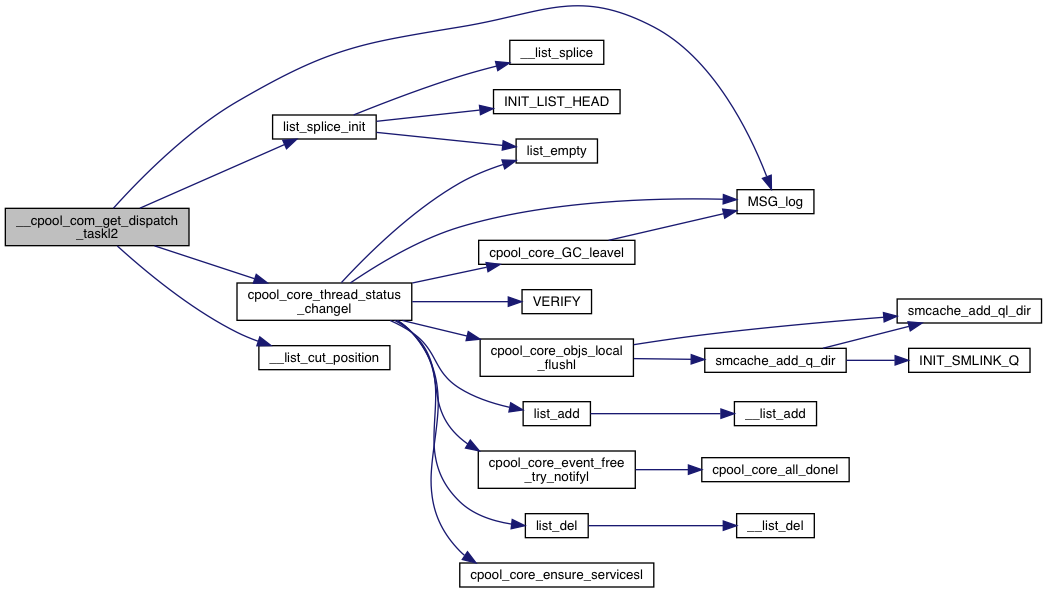 __cpool_com_get_dispatch
_taskl2
list_splice_init
cpool_core_thread_status
_changel
__list_cut_position
__list_splice
INIT_LIST_HEAD
list_empty
MSG_log
cpool_core_GC_leavel
VERIFY
cpool_core_objs_local
_flushl
list_add
cpool_core_event_free
_try_notifyl
list_del
cpool_core_ensure_servicesl
smcache_add_q_dir
__list_add
cpool_core_all_donel
__list_del
smcache_add_ql_dir
INIT_SMLINK_Q